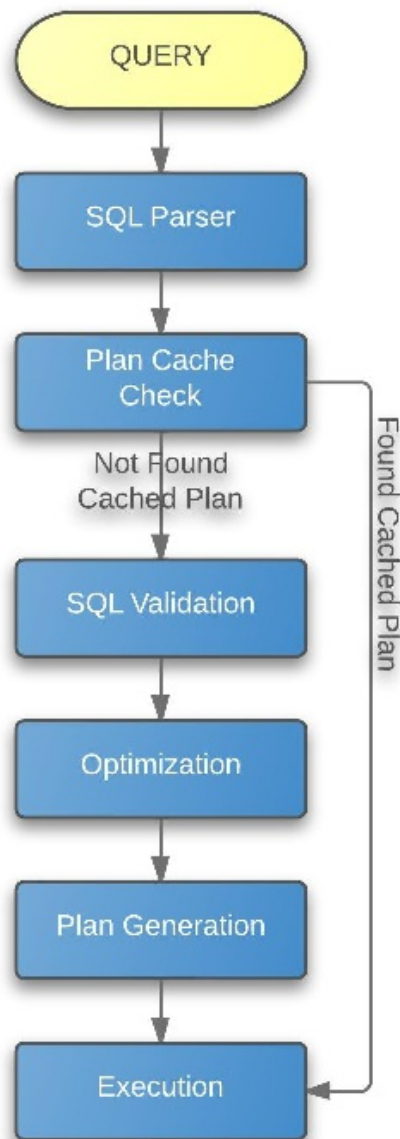 QUERY
SQL Parser
Plan Cache
Check
Not Found
Cached Plan
Found Cached Plan
SQL Validation
Optimization
Plan Generation
Execution